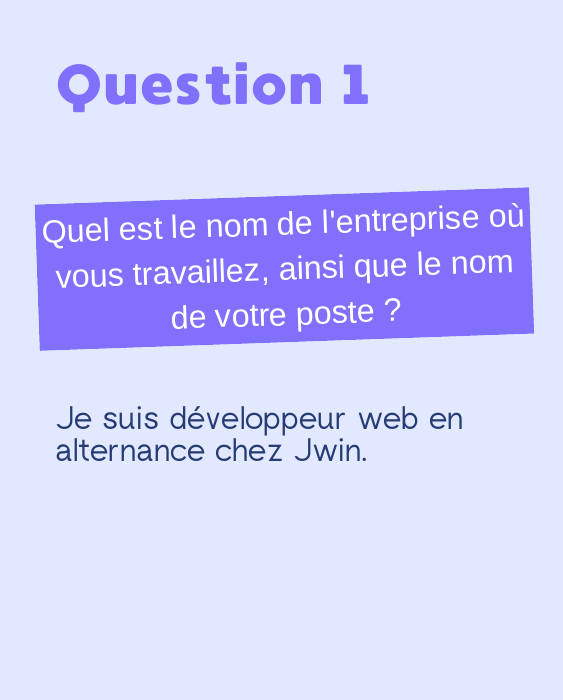 Question 1
Quel est le nom de l'entreprise où
vous travaillez, ainsi que le nom
de votre poste ?
Je suis développeur web en
alternance chez Jwin.